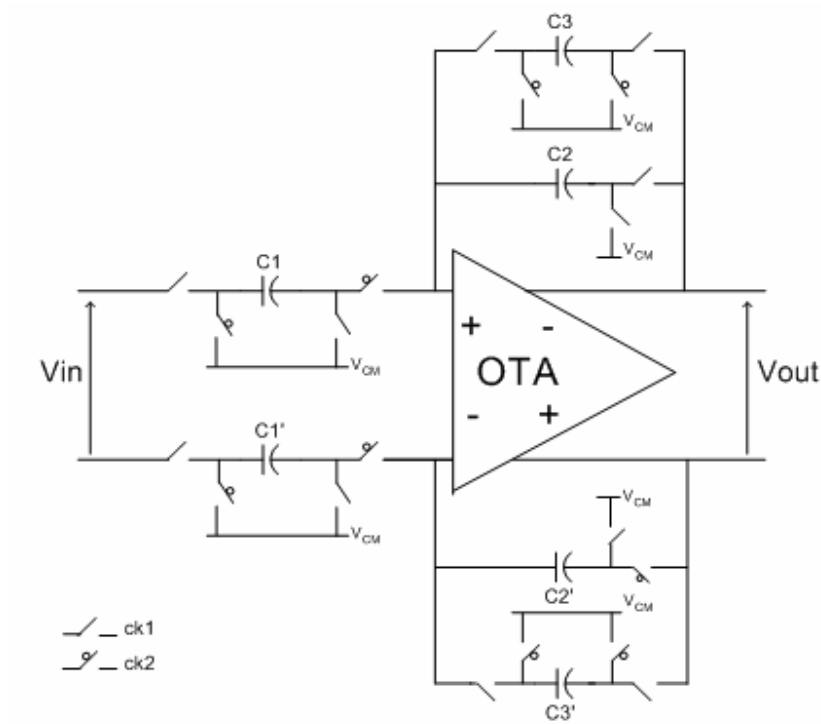 C3
V_CM
C2
V_CM
C1
V_CM
+ -
Vin
OTA
Vout
- +
C1'
V_CM
V_CM
C2'
V_CM
C3'
ck1
ck2